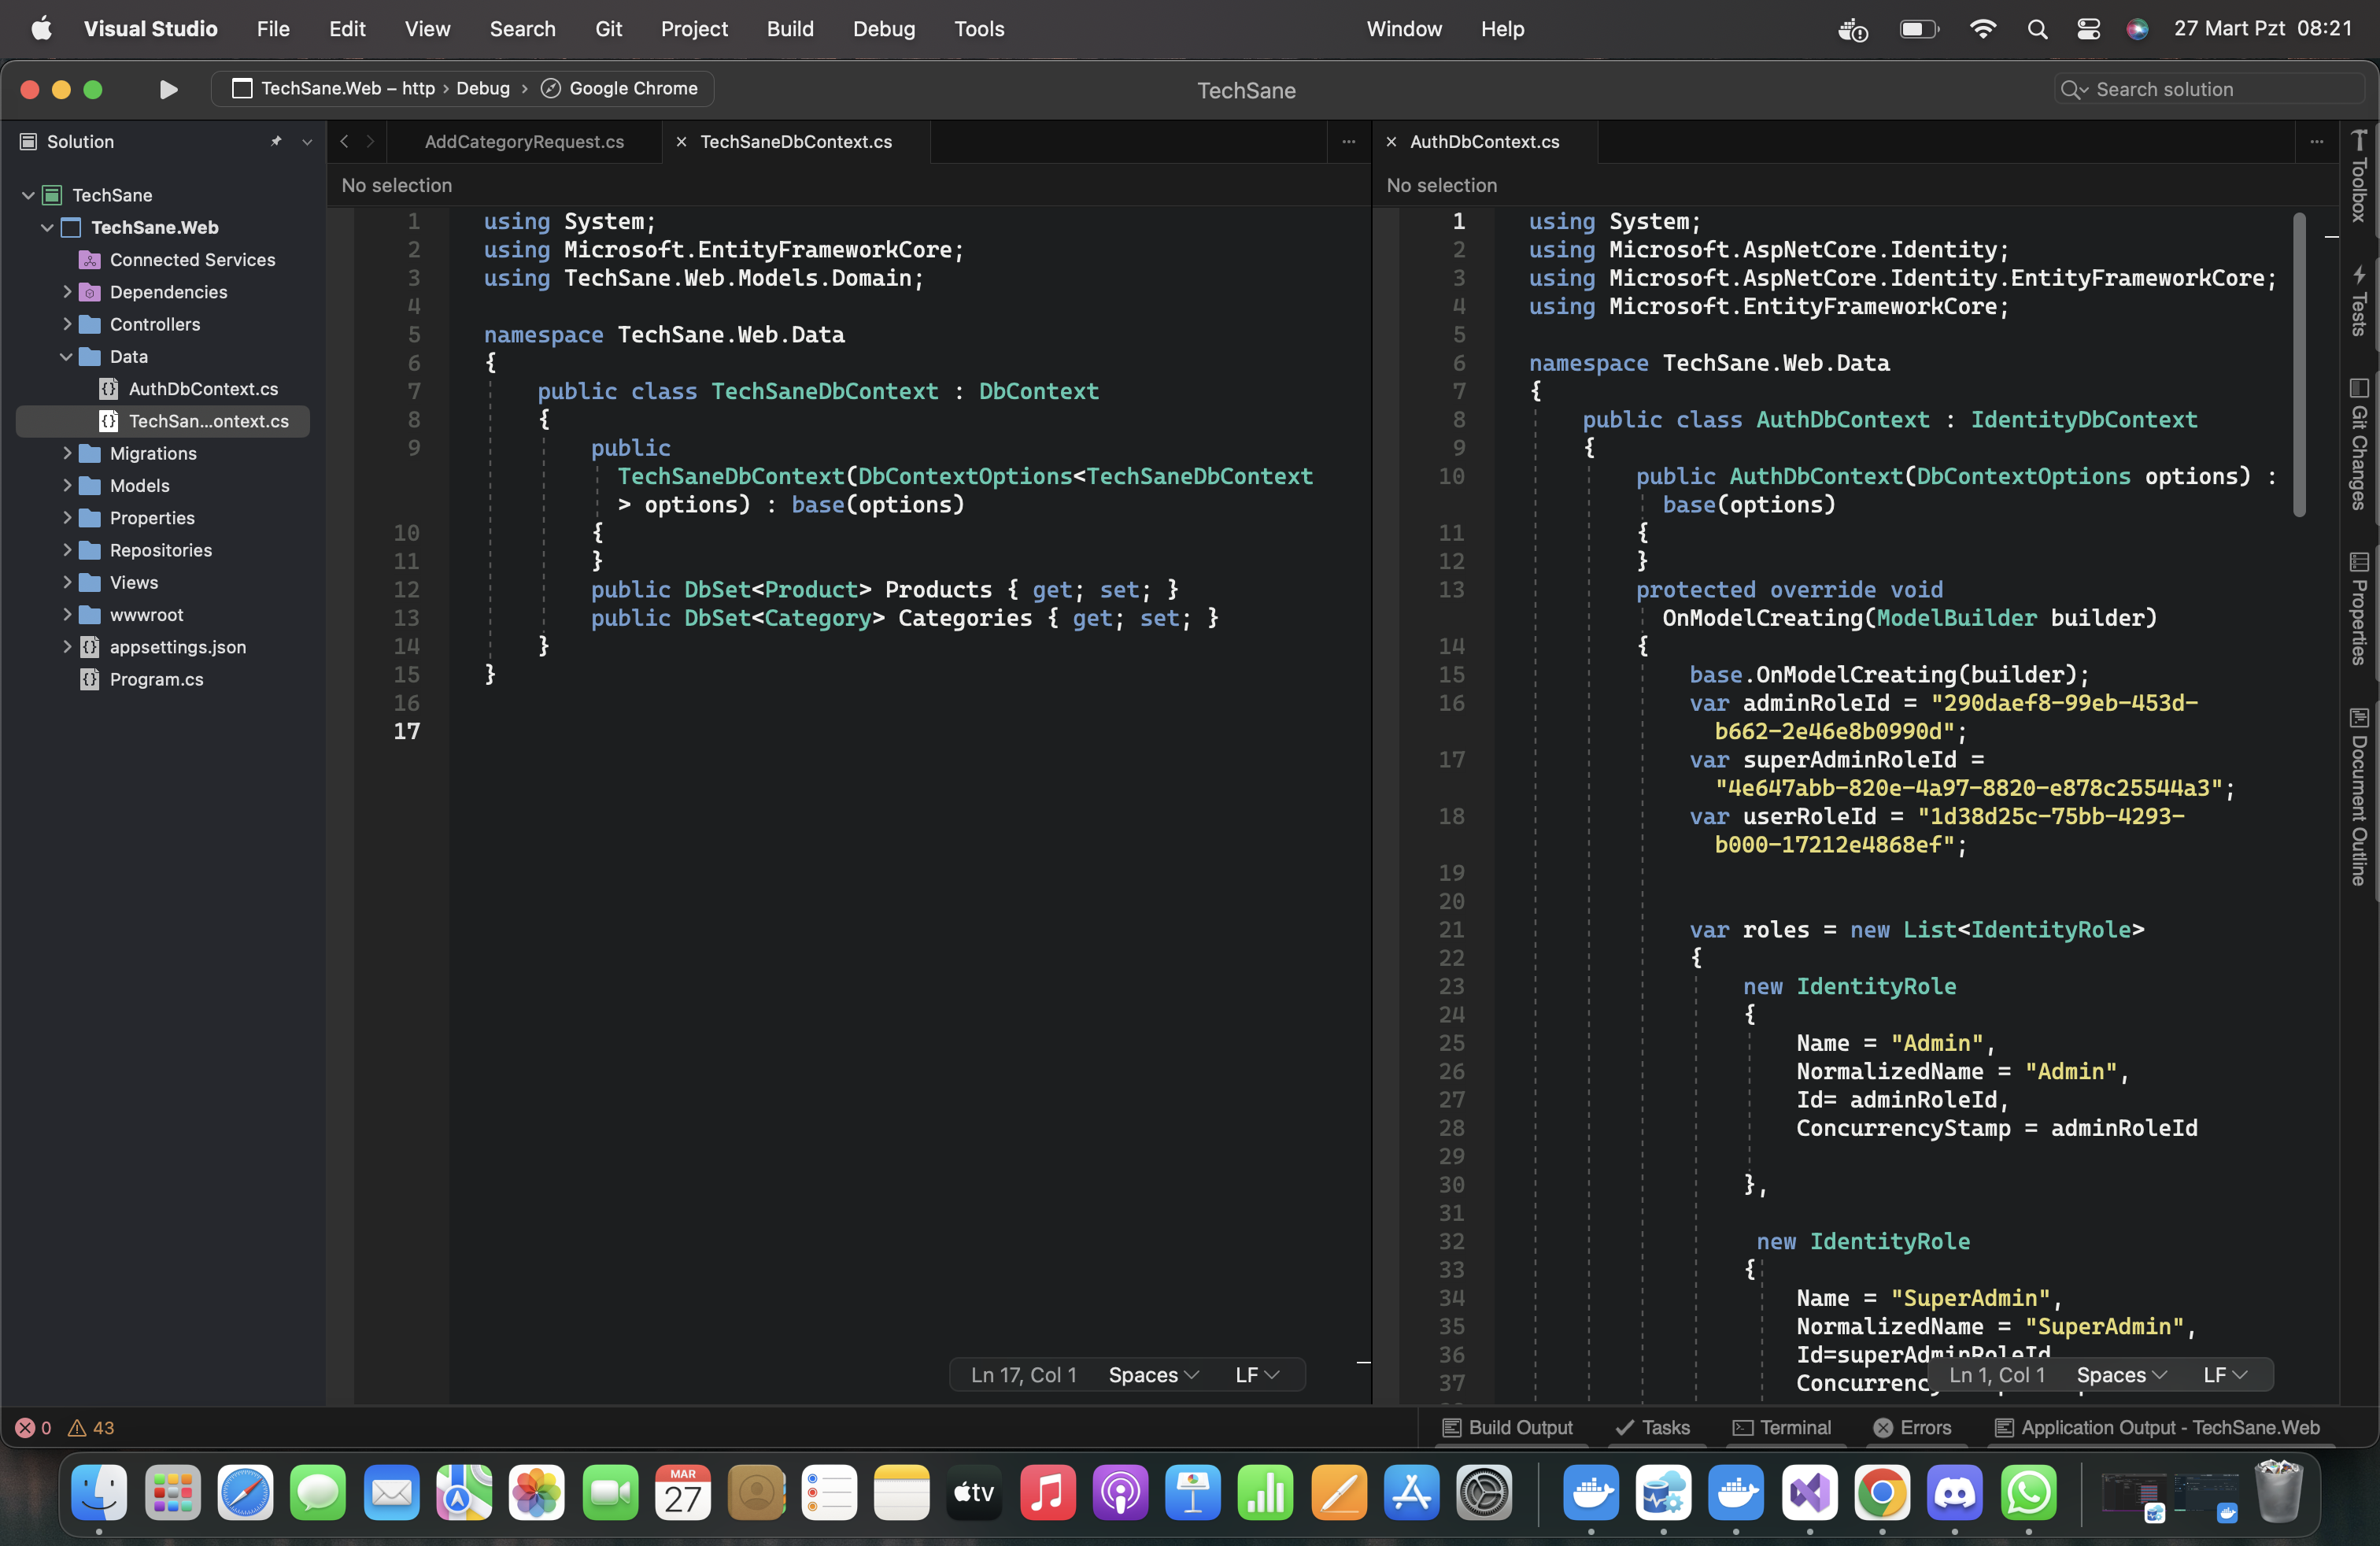 Visual Studio File Edit View Search Git Project Build Debug Tools Window Help 27 Mart Pzt 08:21
TechSane.Web – http › Debug › Google Chrome
TechSane
Search solution
Solution
TechSane
TechSane.Web
Connected Services
Dependencies
Controllers
Data
AuthDbContext.cs
TechSan...ontext.cs
Migrations
Models
Properties
Repositories
Views
wwwroot
appsettings.json
Program.cs
AddCategoryRequest.cs
TechSaneDbContext.cs
No selection
1 using System;
2 using Microsoft.EntityFrameworkCore;
3 using TechSane.Web.Models.Domain;
4
5 namespace TechSane.Web.Data
6 {
7 public class TechSaneDbContext : DbContext
8 {
9 public
TechSaneDbContext(DbContextOptions<TechSaneDbContext
> options) : base(options)
10 {
11 }
12 public DbSet<Product> Products { get; set; }
13 public DbSet<Category> Categories { get; set; }
14 }
15 }
16
17
Ln 17, Col 1 Spaces LF
AuthDbContext.cs
No selection
1 using System;
2 using Microsoft.AspNetCore.Identity;
3 using Microsoft.AspNetCore.Identity.EntityFrameworkCore;
4 using Microsoft.EntityFrameworkCore;
5
6 namespace TechSane.Web.Data
7 {
8 public class AuthDbContext : IdentityDbContext
9 {
10 public AuthDbContext(DbContextOptions options) :
base(options)
11 {
12 }
13 protected override void
OnModelCreating(ModelBuilder builder)
14 {
15 base.OnModelCreating(builder);
16 var adminRoleId = "290daef8-99eb-453d-
b662-2e46e8b0990d";
17 var superAdminRoleId =
"4e647abb-820e-4a97-8820-e878c25544a3";
18 var userRoleId = "1d38d25c-75bb-4293-
b000-17212e4868ef";
19
20
21 var roles = new List<IdentityRole>
22 {
23 new IdentityRole
24 {
25 Name = "Admin",
26 NormalizedName = "Admin",
27 Id= adminRoleId,
28 ConcurrencyStamp = adminRoleId
29
30 },
31
32 new IdentityRole
33 {
34 Name = "SuperAdmin",
35 NormalizedName = "SuperAdmin",
36 Id=superAdminRoleId
37
Ln 1, Col 1 Spaces LF
Toolbox
Tests
Git Changes
Properties
Document Outline
0 43
Build Output Tasks Terminal Errors Application Output - TechSane.Web
MAR
27
tv